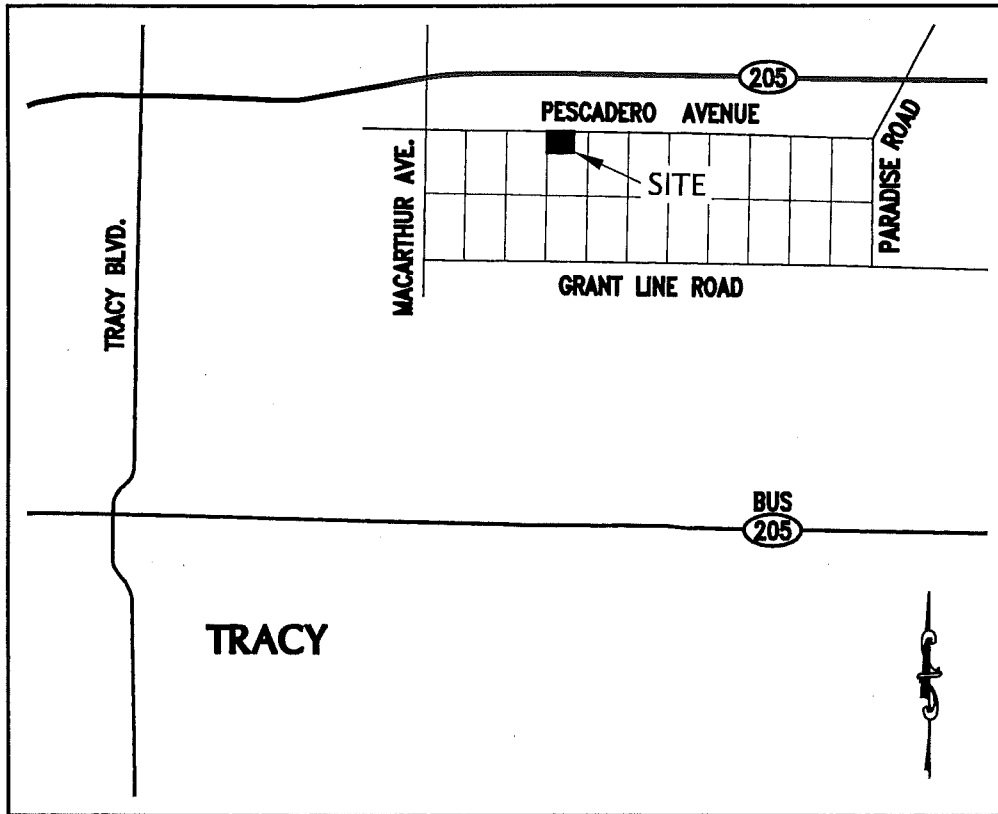 205
PESCADERO AVENUE
MACARTHUR AVE.
SITE
PARADISE ROAD
TRACY BLVD.
GRANT LINE ROAD
BUS
205
TRACY